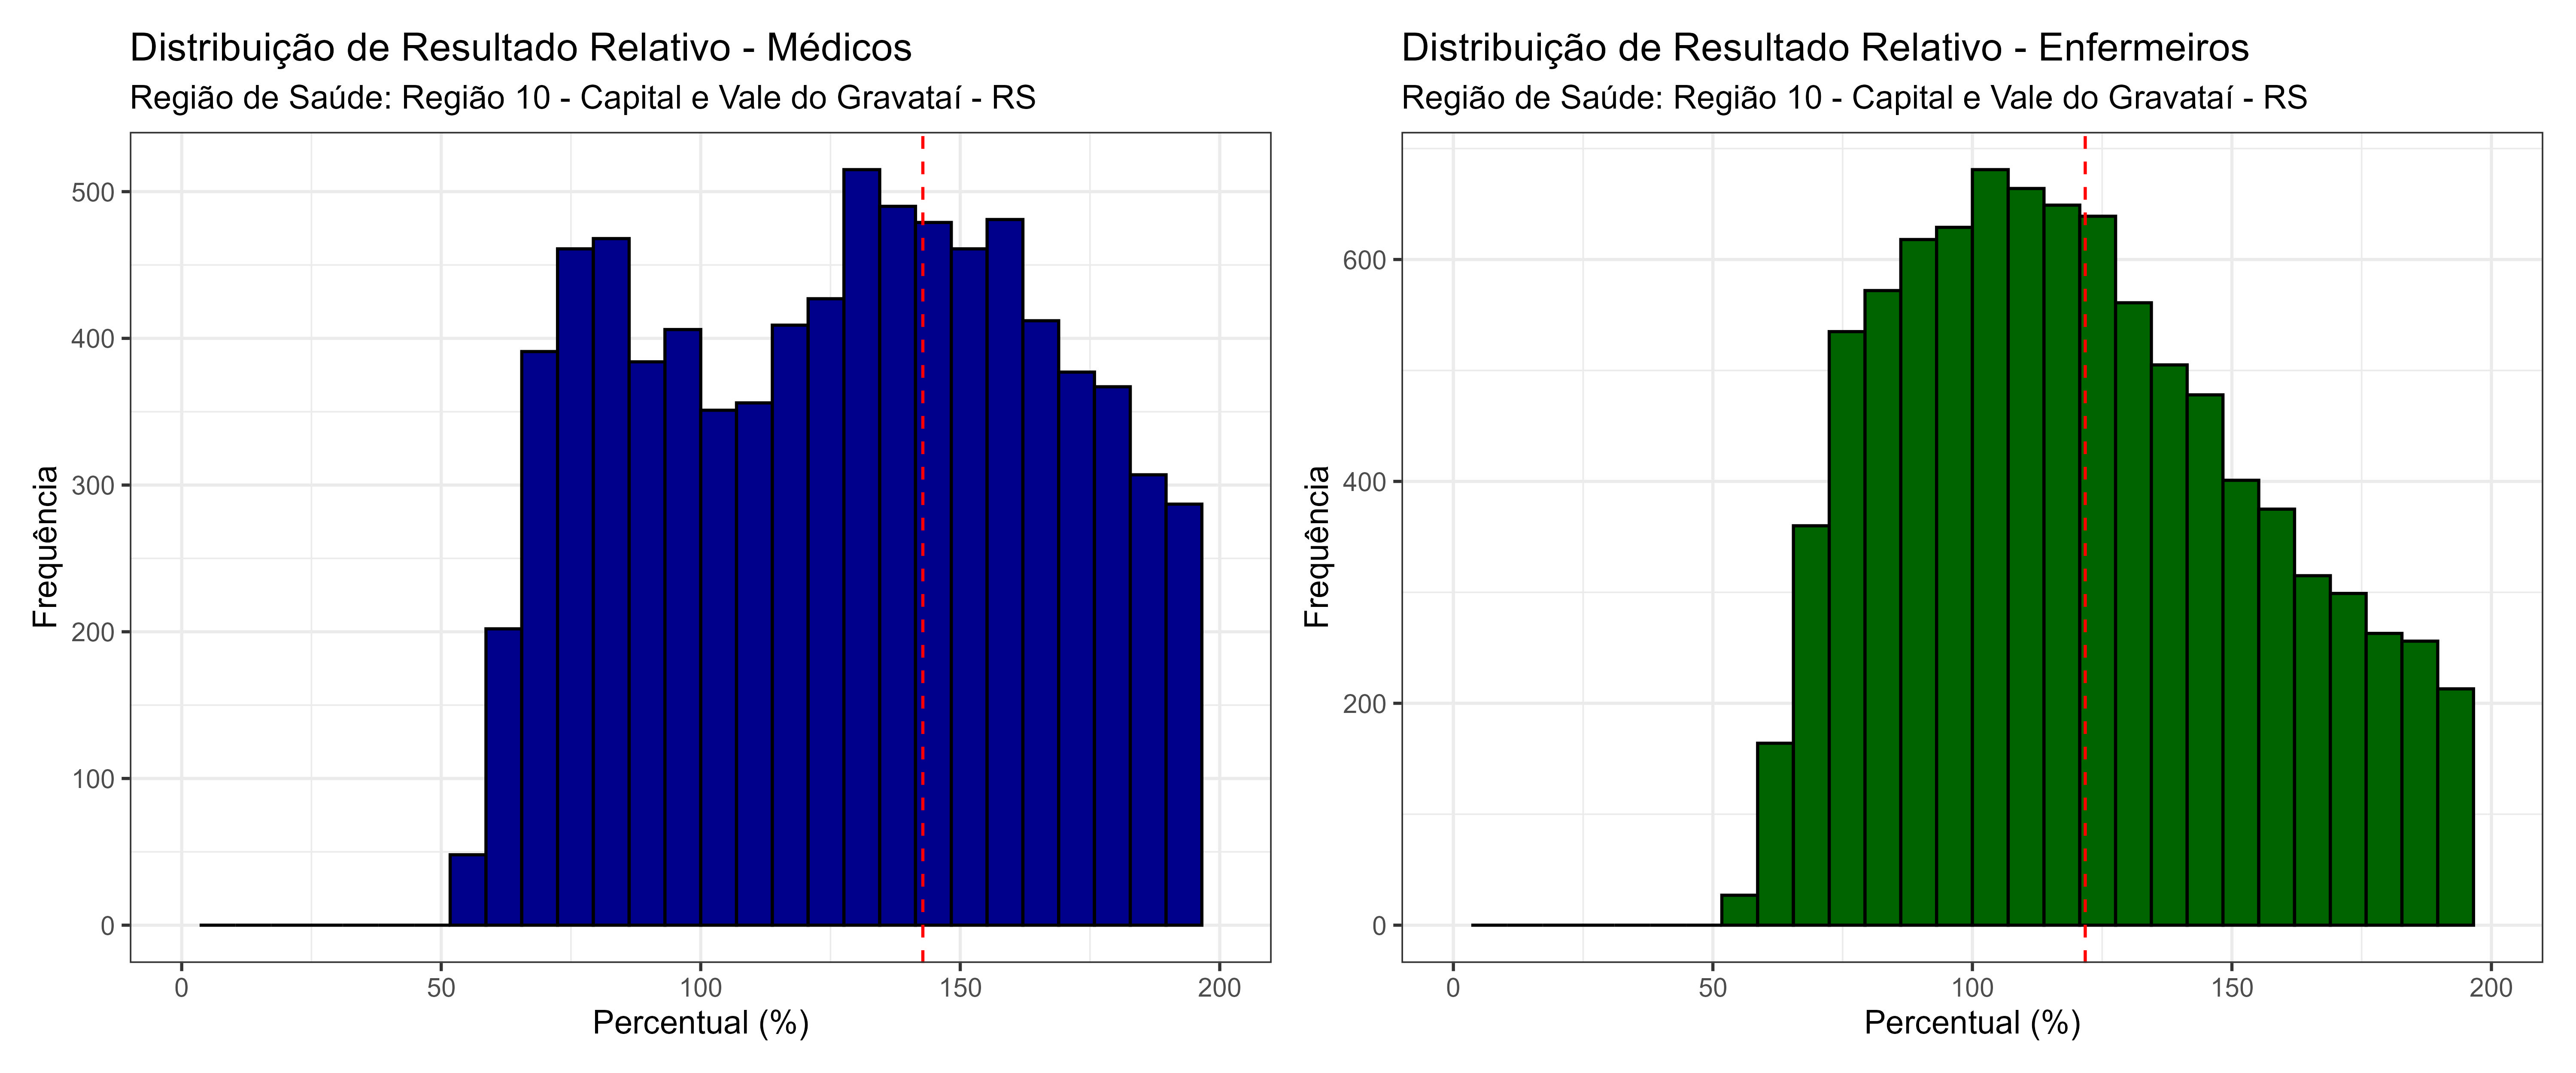 Distribuição de Resultado Relativo - Médicos
Região de Saúde: Região 10 - Capital e Vale do Gravataí - RS
Frequência
500
400
300
200
100
0
0 50 100 150 200
Percentual (%)
Distribuição de Resultado Relativo - Enfermeiros
Região de Saúde: Região 10 - Capital e Vale do Gravataí - RS
Frequência
600
400
200
0
0 50 100 150 200
Percentual (%)